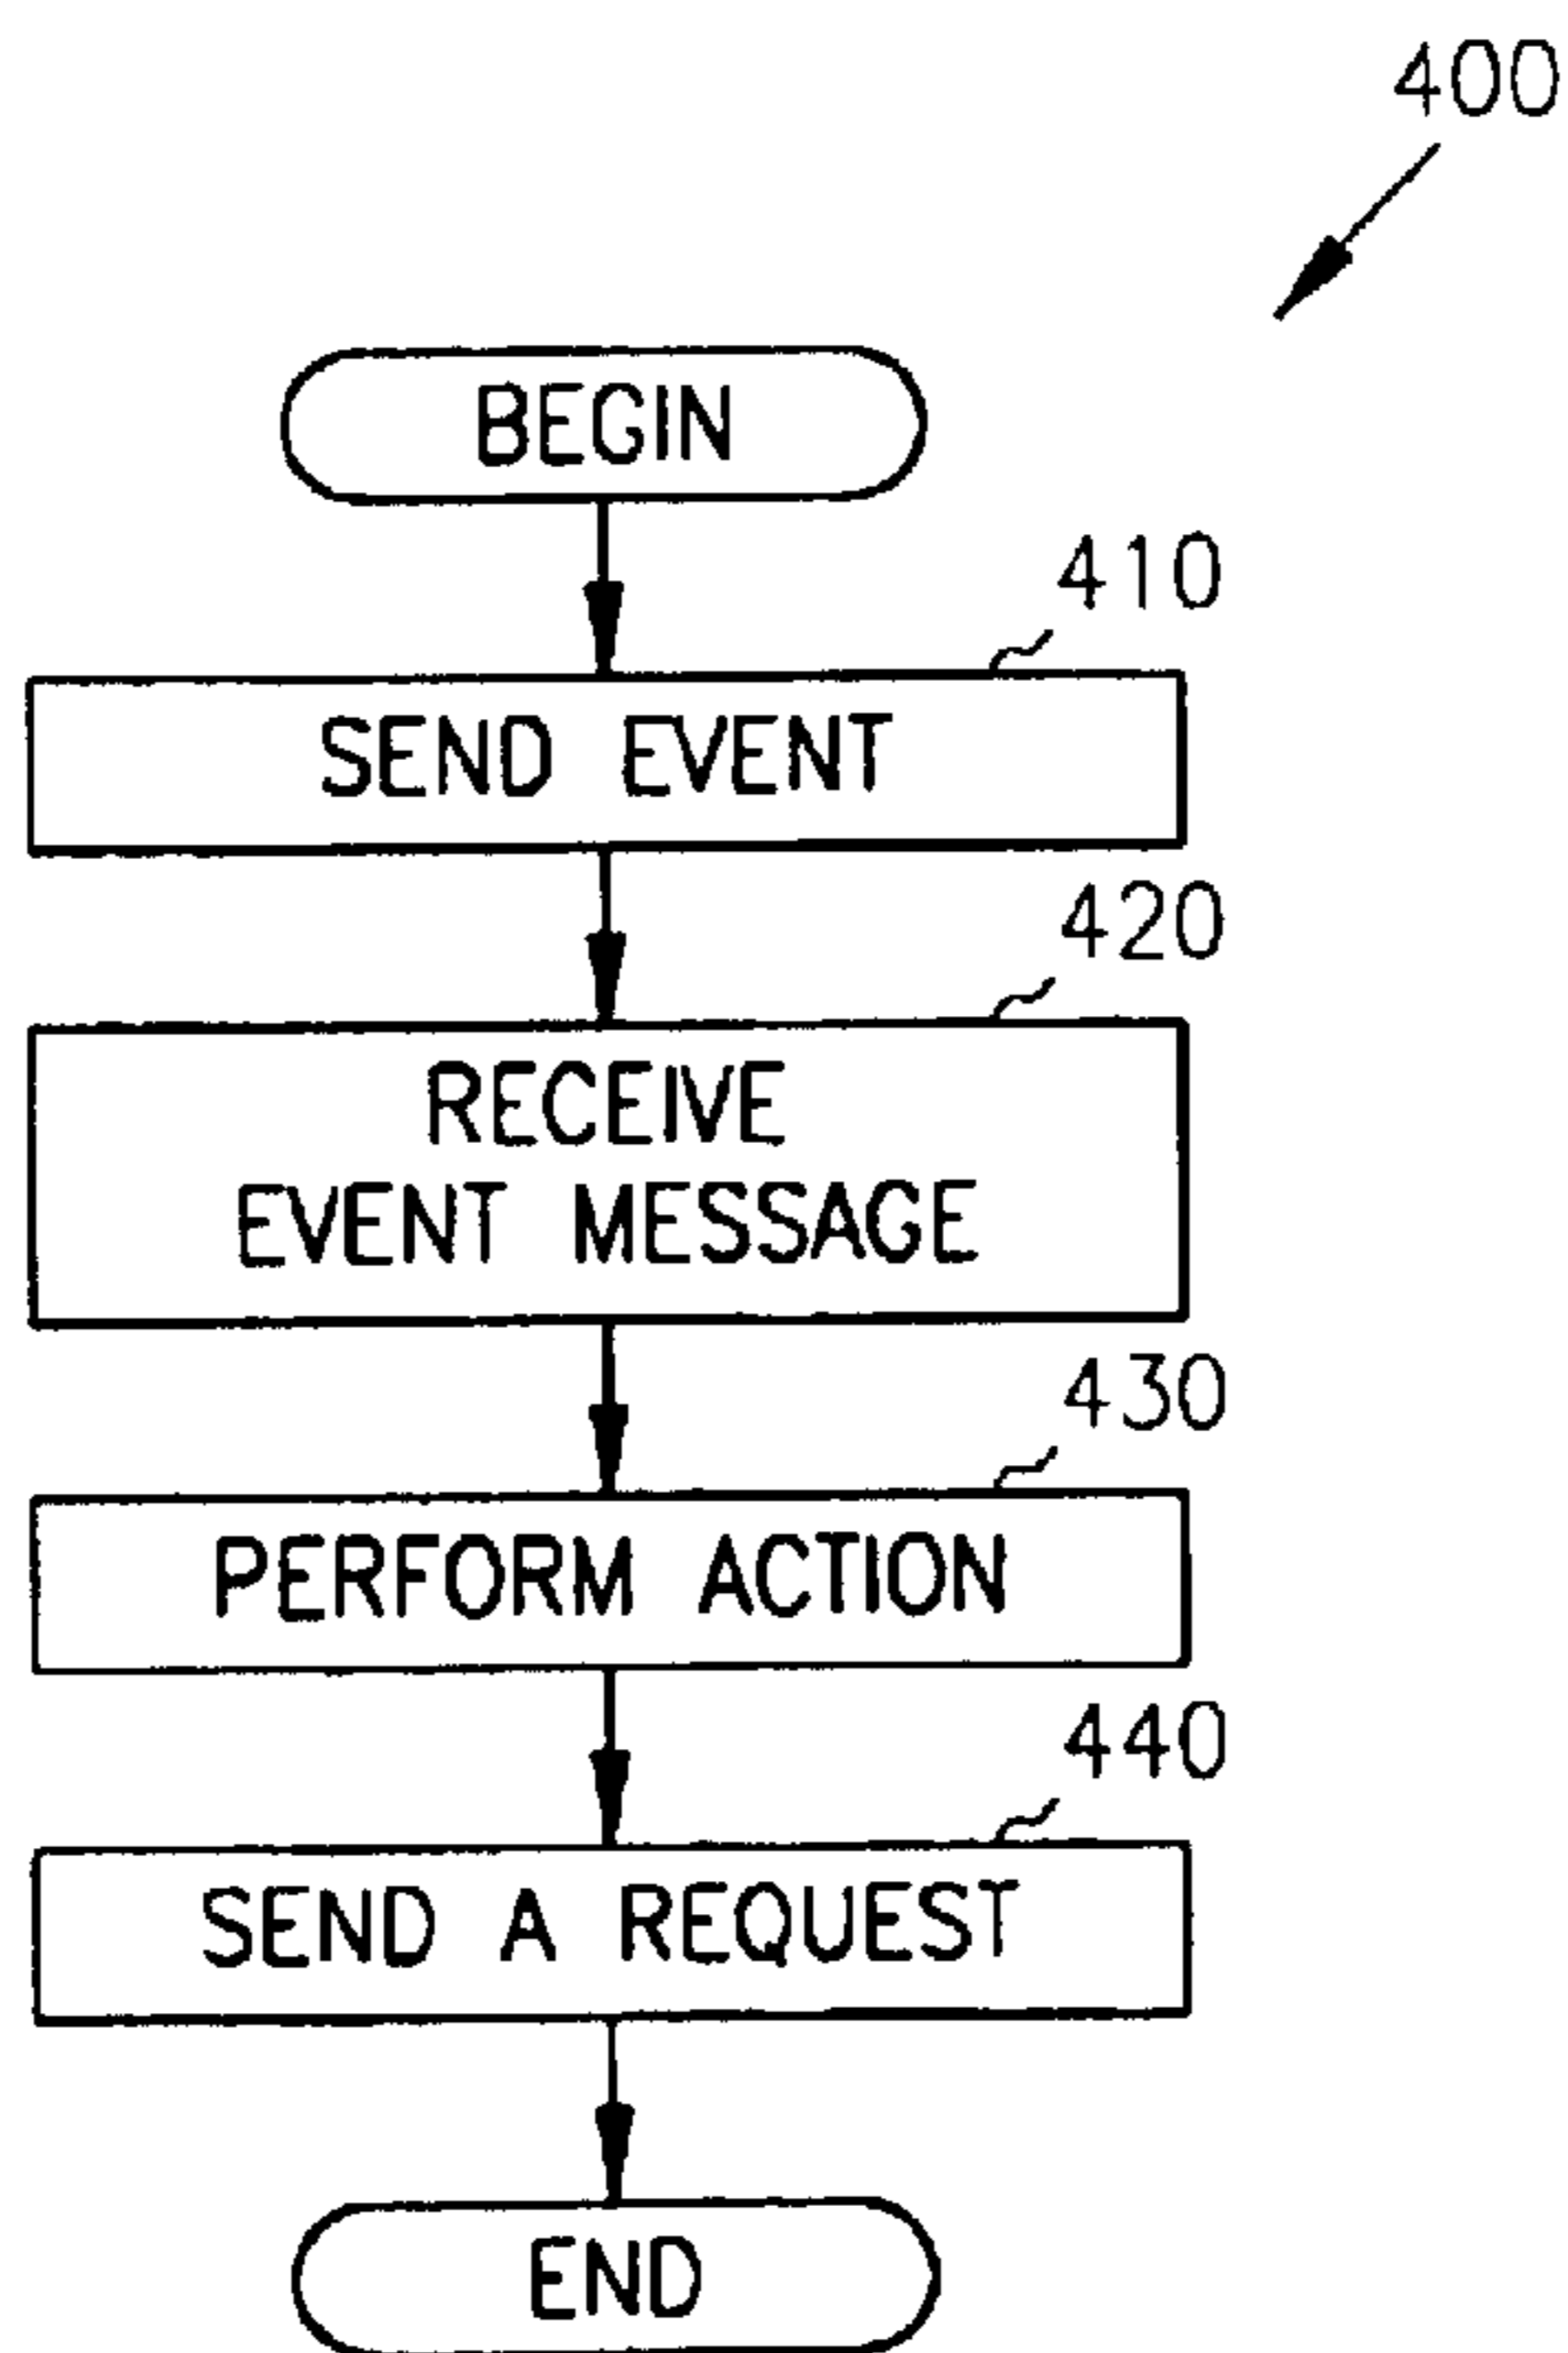 400
BEGIN
410
SEND EVENT
420
RECEIVE
EVENT MESSAGE
430
PERFORM ACTION
440
SEND A REQUEST
END